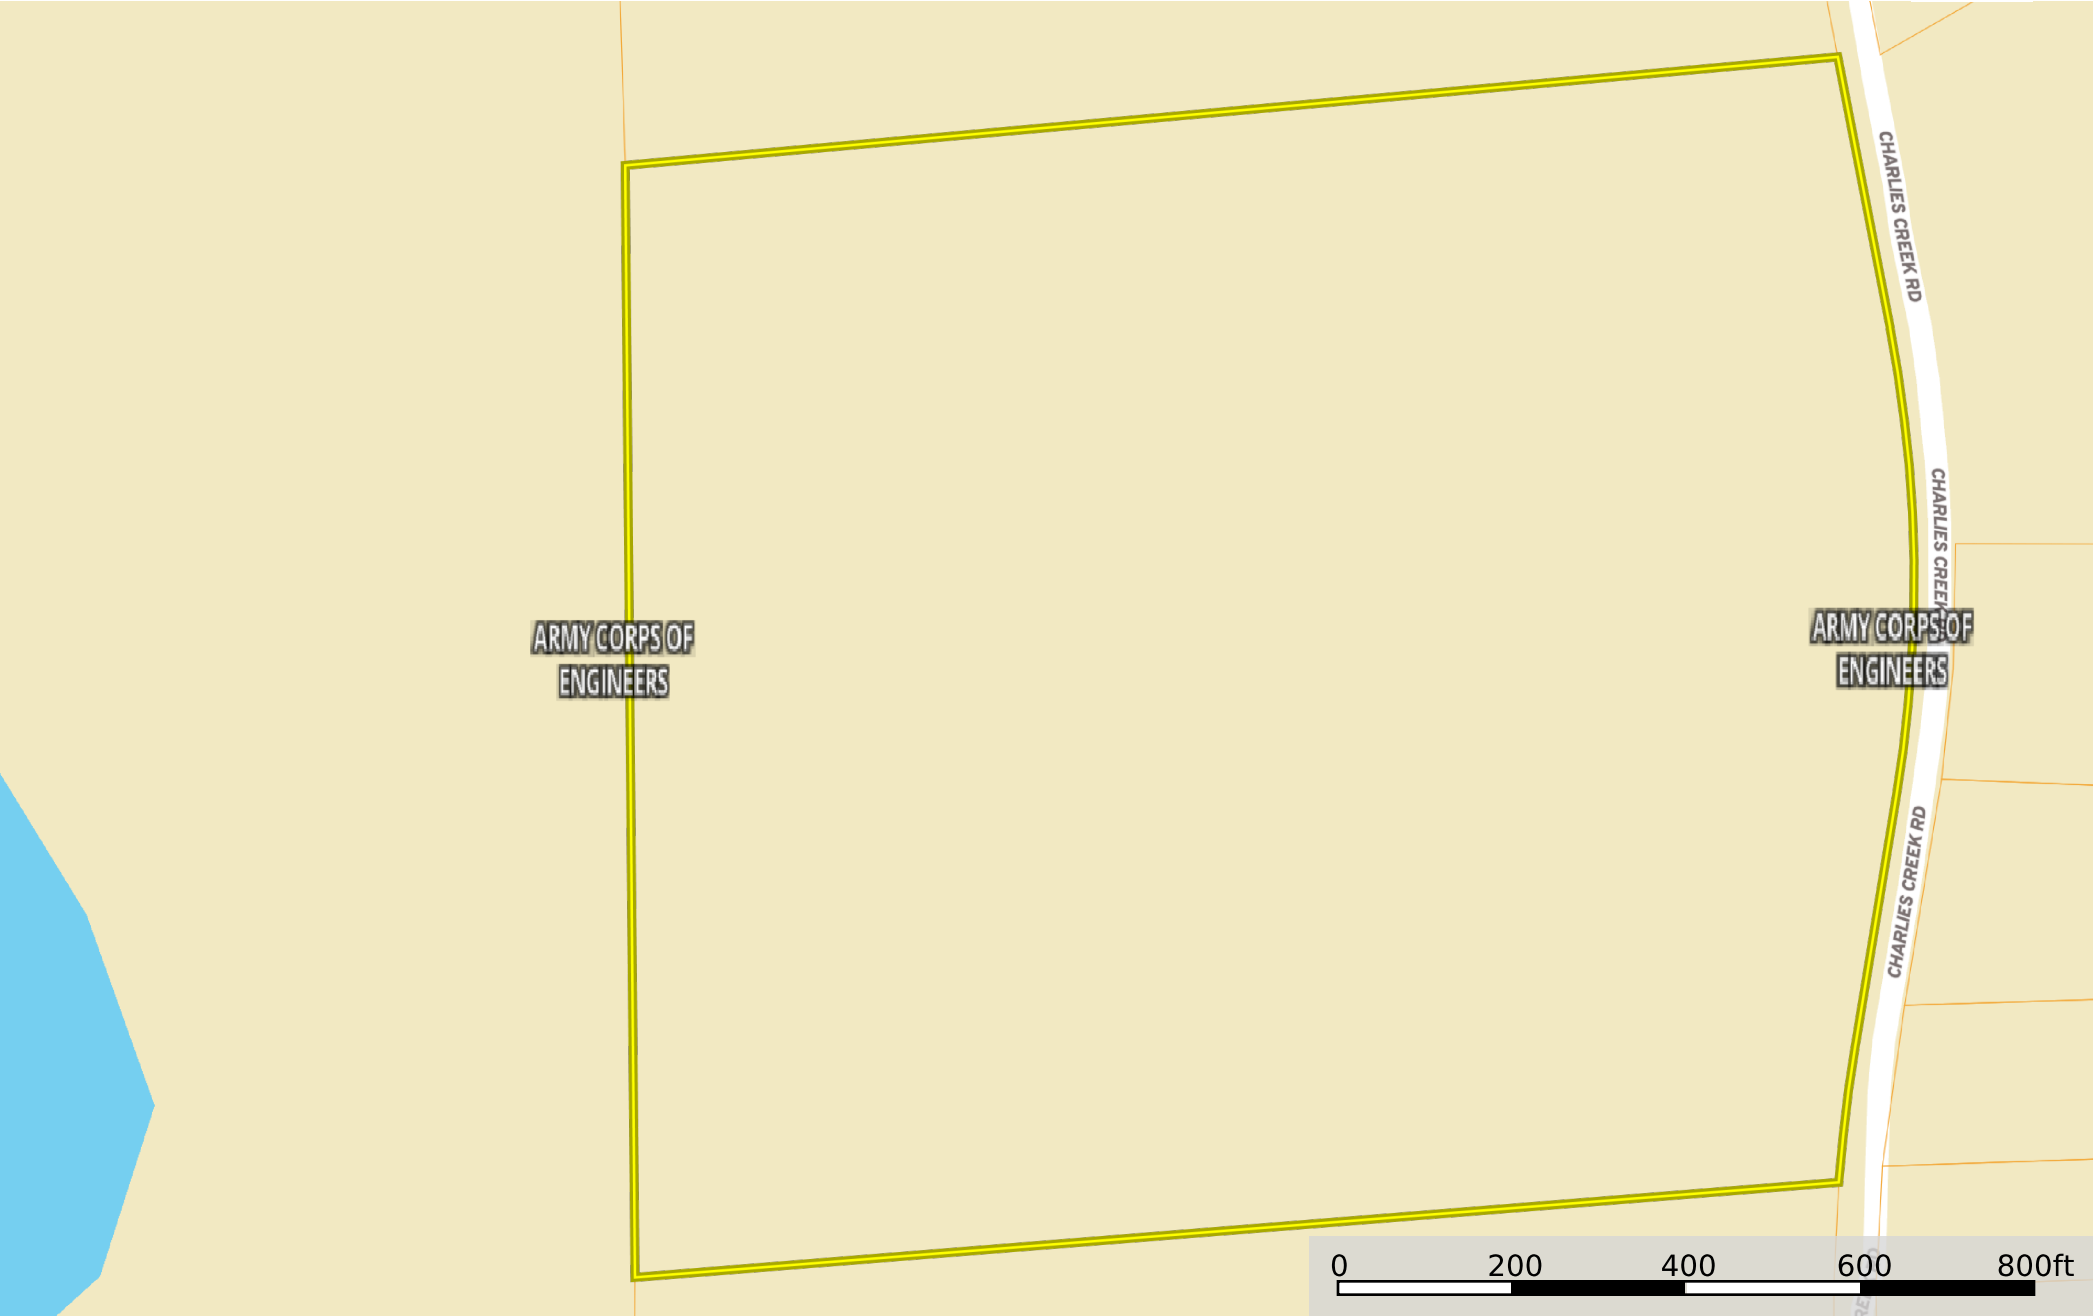 CHARLIES CREEK RD
CHARLIES CREEK
ARMY CORPS OF
ENGINEERS
ARMY CORPS OF
ENGINEERS
CHARLIES CREEK RD
0 200 400 600 800ft